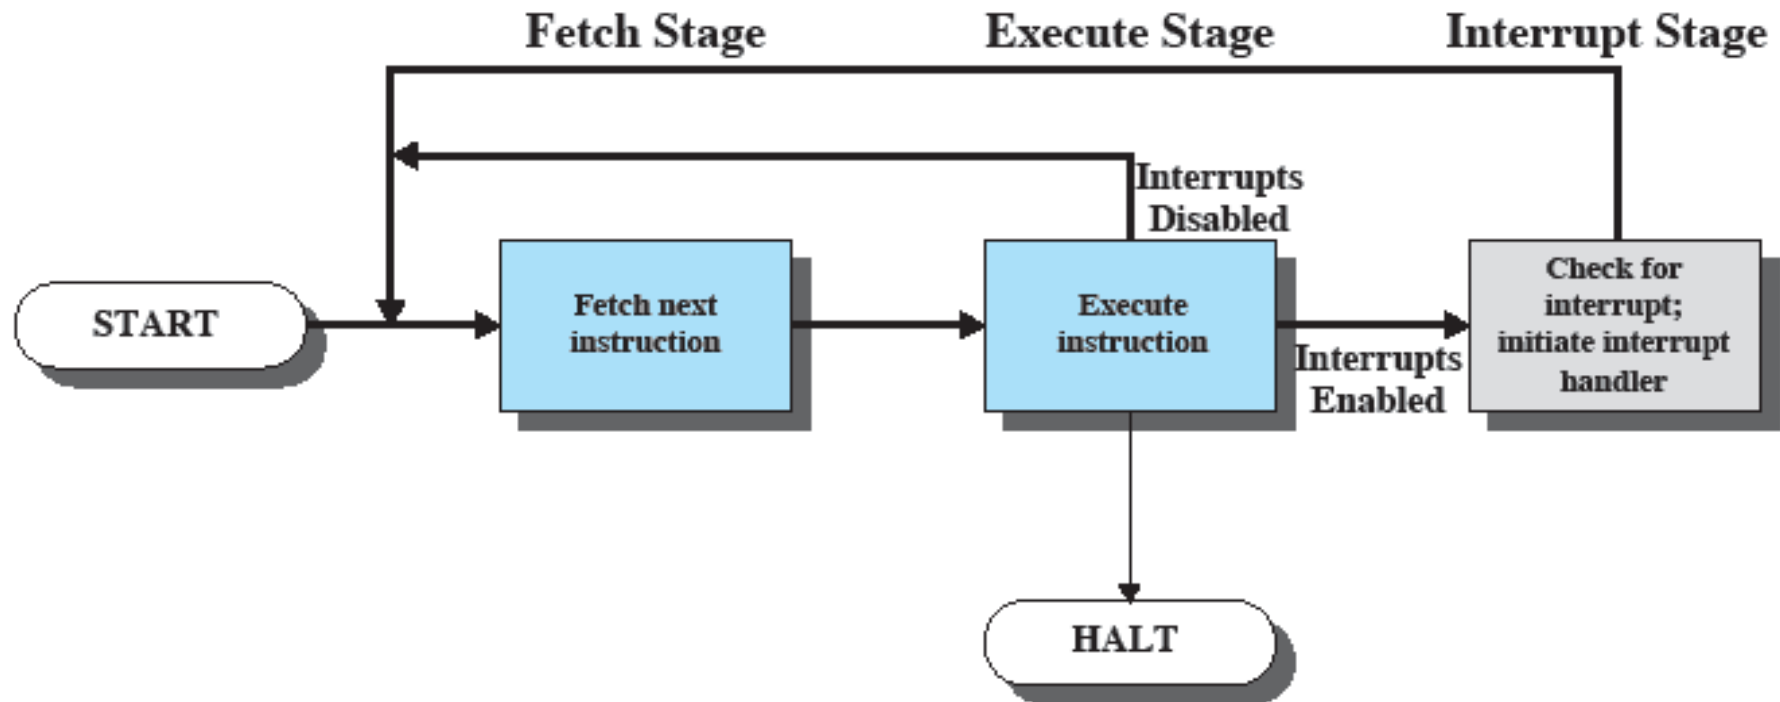 Fetch Stage
Execute Stage
Interrupt Stage
Interrupts
Disabled
START
Fetch next
instruction
Execute
instruction
Interrupts
Enabled
Check for
interrupt;
initiate interrupt
handler
HALT